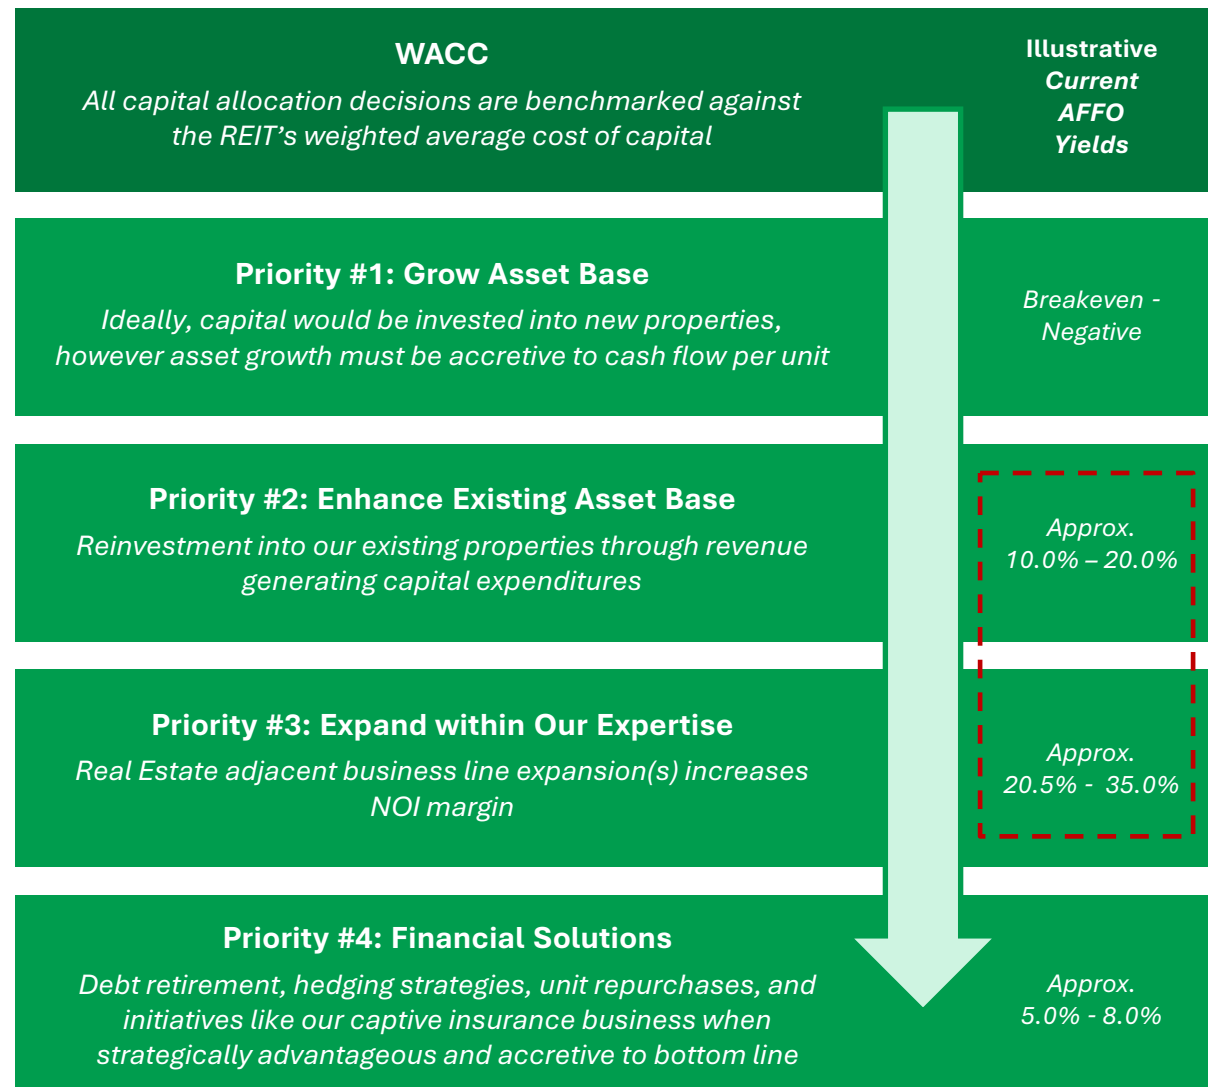 WACC
All capital allocation decisions are benchmarked against
the REIT’s weighted average cost of capital
Illustrative
Current
AFFO
Yields
Priority #1: Grow Asset Base
Ideally, capital would be invested into new properties,
however asset growth must be accretive to cash flow per unit
Breakeven -
Negative
Priority #2: Enhance Existing Asset Base
Reinvestment into our existing properties through revenue
generating capital expenditures
Approx.
10.0% – 20.0%
Priority #3: Expand within Our Expertise
Real Estate adjacent business line expansion(s) increases
NOI margin
Approx.
20.5% - 35.0%
Priority #4: Financial Solutions
Debt retirement, hedging strategies, unit repurchases, and
initiatives like our captive insurance business when
strategically advantageous and accretive to bottom line
Approx.
5.0% - 8.0%